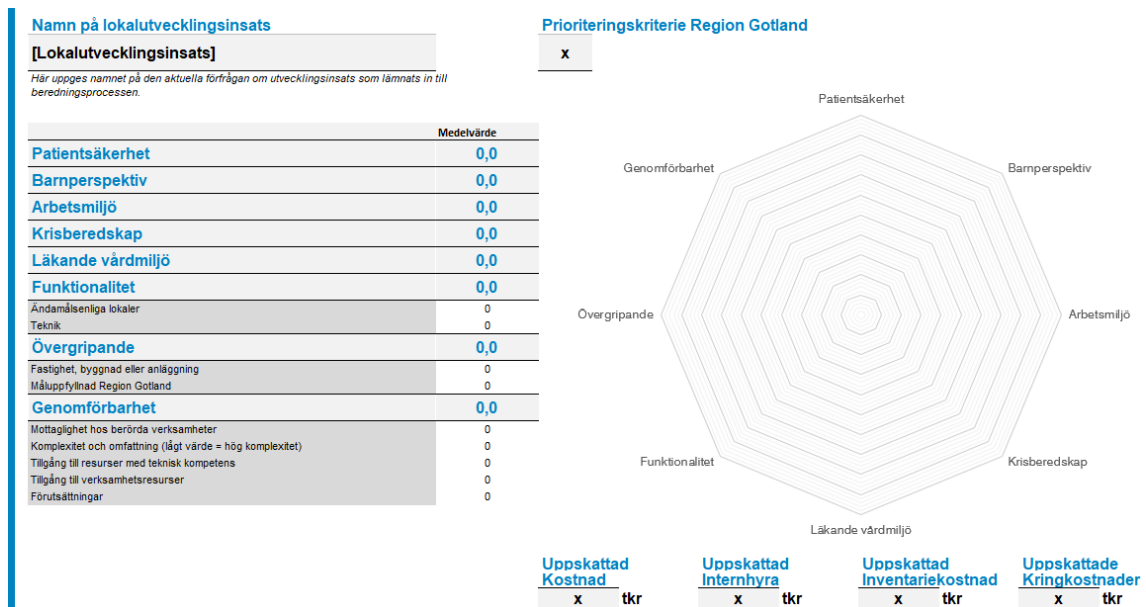 Namn på lokalutvecklingsinsats
[Lokalutvecklingsinsats]
Här uppges namnet på den aktuella förfrågan om utvecklingsinsats som lämnats in till
beredningsprocessen.
Prioriteringskriterie Region Gotland
x
Medelvärde
Patientsäkerhet 0,0
Barnperspektiv 0,0
Arbetsmiljö 0,0
Krisberedskap 0,0
Läkande vårdmiljö 0,0
Funktionalitet 0,0
Ändamålsenliga lokaler 0
Teknik 0
Övergripande 0,0
Fastighet, byggnad eller anläggning 0
Måluppfyllnad Region Gotland 0
Genomförbarhet 0,0
Mottaglighet hos berörda verksamheter 0
Komplexitet och omfattning (lågt värde = hög komplexitet) 0
Tillgång till resurser med teknisk kompetens 0
Tillgång till verksamhetsresurser 0
Förutsättningar 0
Patientsäkerhet
Genomförbarhet
Barnperspektiv
Övergripande
Arbetsmiljö
Funktionalitet
Krisberedskap
Läkande vårdmiljö
Uppskattad
Kostnad
x tkr
Uppskattad
Internhyra
x tkr
Uppskattad
Inventariekostnad
x tkr
Uppskattade
Kringkostnader
x tkr